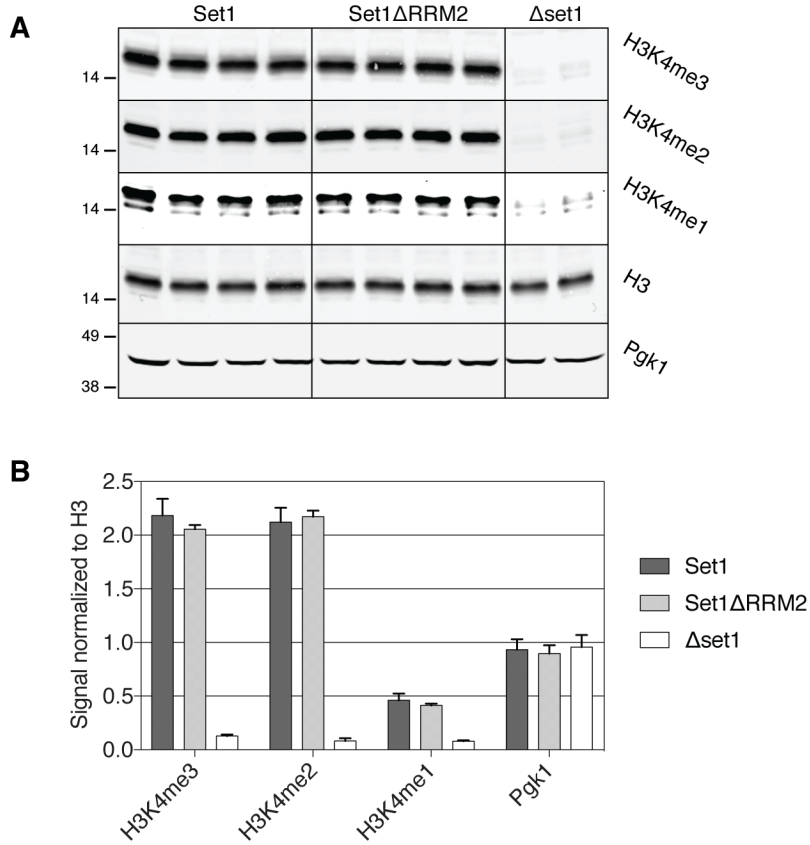 A
Set1 Set1ΔRRM2 Δset1
14 H3K4me3
14 H3K4me2
14 H3K4me1
14 H3
49
38
Pgk1
B
Signal normalized to H3
2.5
2.0
1.5
1.0
0.5
0.0
H3K4me3 H3K4me2 H3K4me1 Pgk1
Set1
Set1ΔRRM2
Δset1